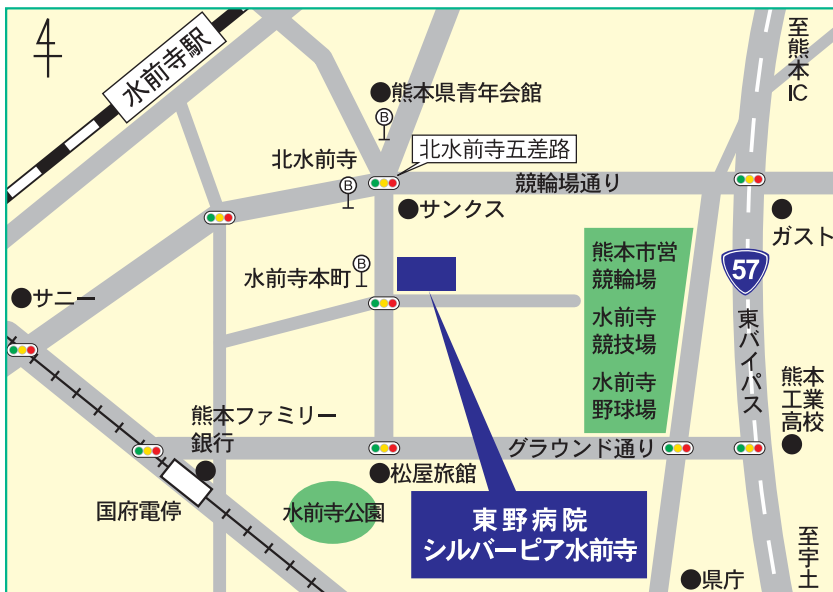 水前寺駅
熊本県青年会館
B
北水前寺五差路
北水前寺
B
競輪場通り
サンクス
至熊本IC
ガスト
57
東バイパス
熊本市営
競輪場
水前寺
競技場
水前寺
野球場
B
水前寺本町
サニー
熊本
工業
高校
熊本ファミリー
銀行
グラウンド通り
松屋旅館
国府電停
水前寺公園
東野病院
シルバーピア水前寺
至宇土
県庁